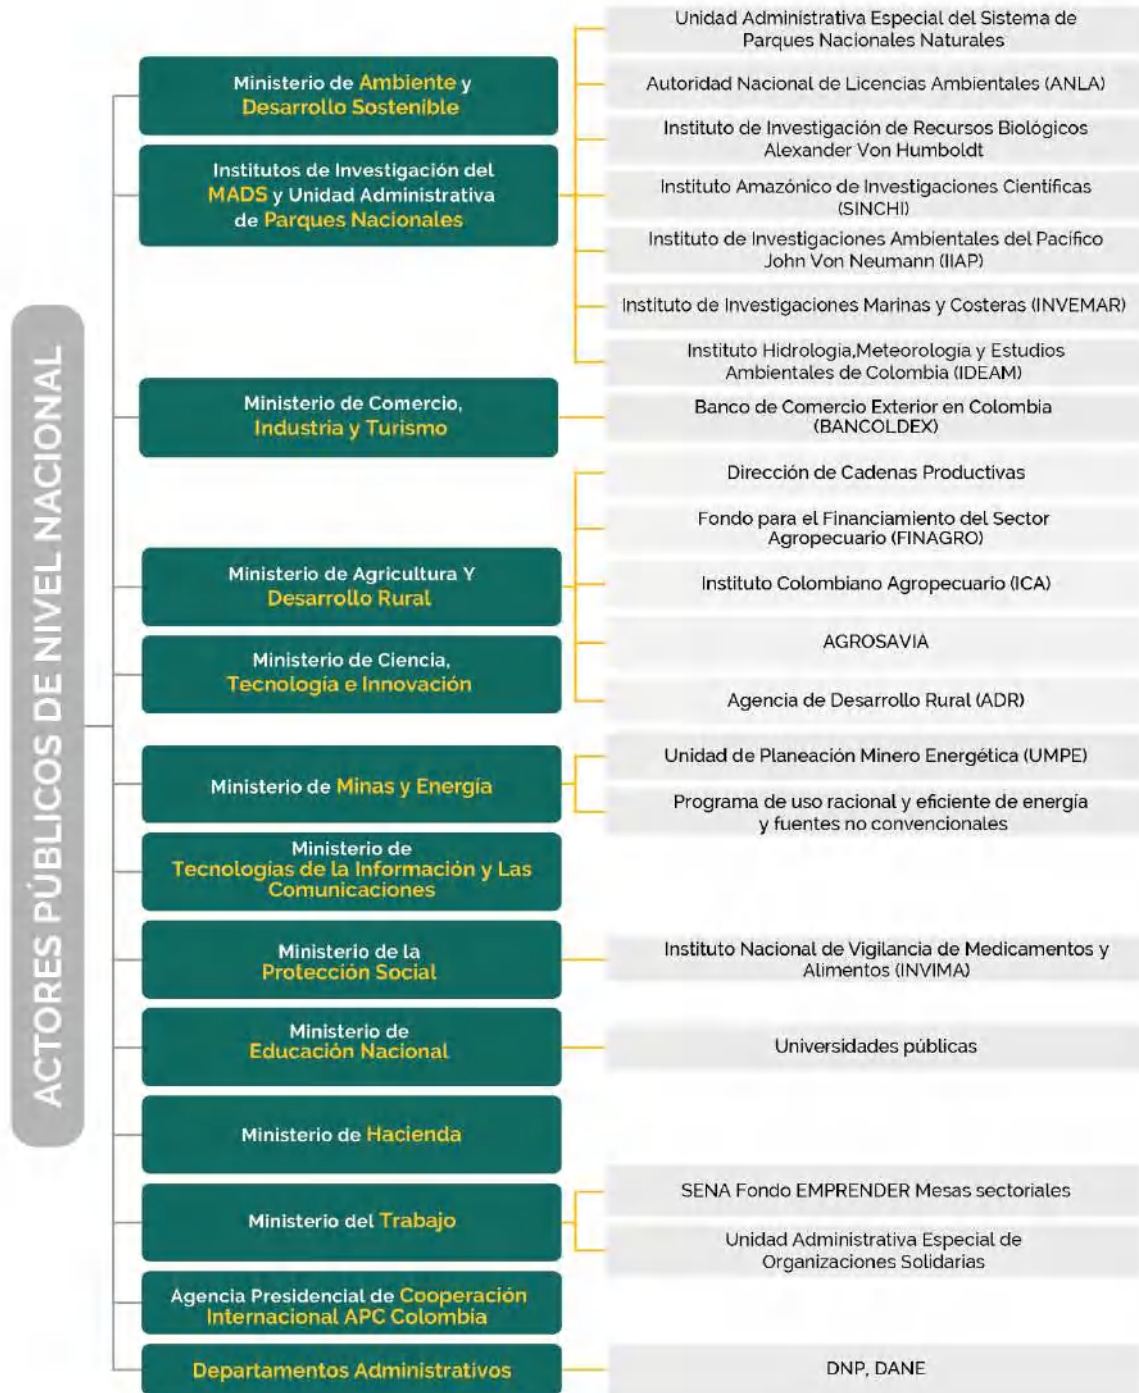 ACTORES PÚBLICOS DE NIVEL NACIONAL
Ministerio de Ambiente y
Desarrollo Sostenible
Institutos de Investigación del
MADS y Unidad Administrativa
de Parques Nacionales
Unidad Administrativa Especial del Sistema de
Parques Nacionales Naturales
Autoridad Nacional de Licencias Ambientales (ANLA)
Instituto de Investigación de Recursos Biológicos
Alexander Von Humboldt
Instituto Amazónico de Investigaciones Científicas
(SINCHI)
Instituto de Investigaciones Ambientales del Pacífico
John Von Neumann (IIAP)
Instituto de Investigaciones Marinas y Costeras (INVEMAR)
Instituto Hidrología,Meteorología y Estudios
Ambientales de Colombia (IDEAM)
Ministerio de Comercio,
Industria y Turismo
Banco de Comercio Exterior en Colombia
(BANCOLDEX)
Ministerio de Agricultura Y
Desarrollo Rural
Dirección de Cadenas Productivas
Fondo para el Financiamiento del Sector
Agropecuario (FINAGRO)
Instituto Colombiano Agropecuario (ICA)
AGROSAVIA
Agencia de Desarrollo Rural (ADR)
Ministerio de Ciencia,
Tecnología e Innovación
Ministerio de Minas y Energía
Unidad de Planeación Minero Energética (UMPE)
Programa de uso racional y eficiente de energía
y fuentes no convencionales
Ministerio de
Tecnologías de la Información y Las
Comunicaciones
Ministerio de la
Protección Social
Instituto Nacional de Vigilancia de Medicamentos y
Alimentos (INVIMA)
Ministerio de
Educación Nacional
Universidades públicas
Ministerio de Hacienda
Ministerio del Trabajo
SENA Fondo EMPRENDER Mesas sectoriales
Unidad Administrativa Especial de
Organizaciones Solidarias
Agencia Presidencial de Cooperación
Internacional APC Colombia
Departamentos Administrativos
DNP, DANE